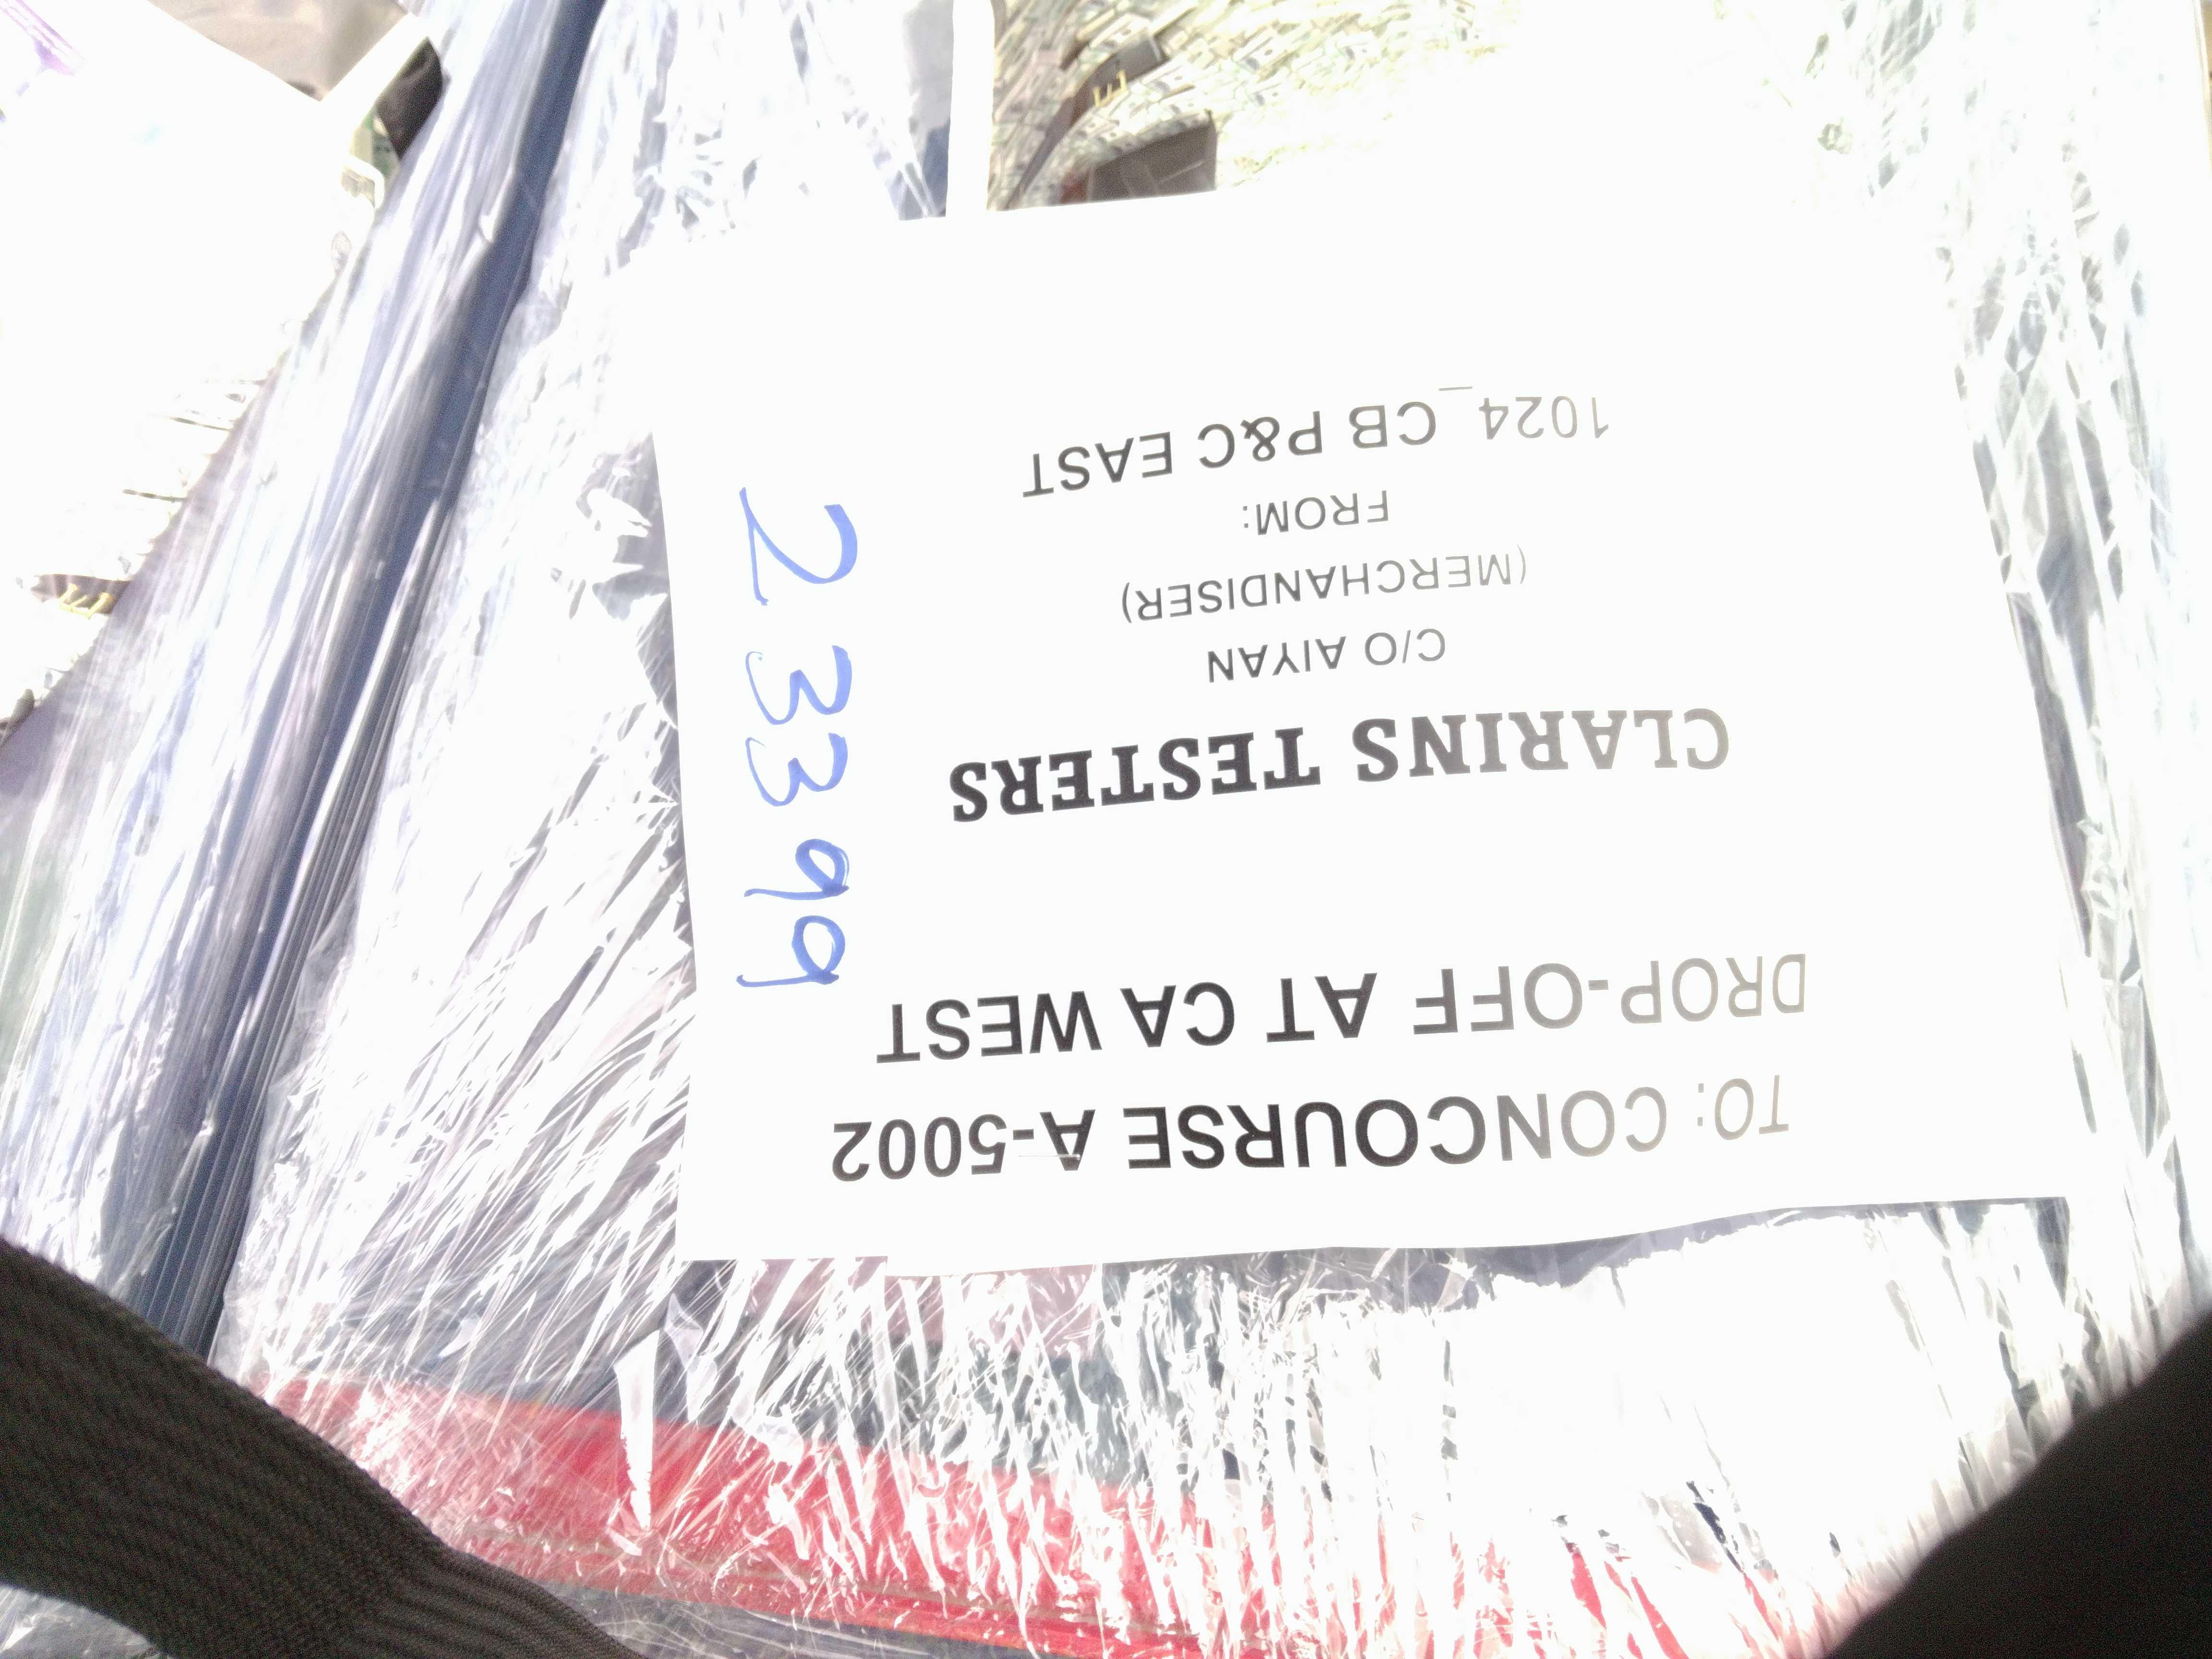 TO: CONCOURSE A-5002
DROP-OFF AT CA WEST
CLARINS TESTERS
C/O AIYAN
(MERCHANDISER)
FROM:
1024_CB P&C EAST
23399